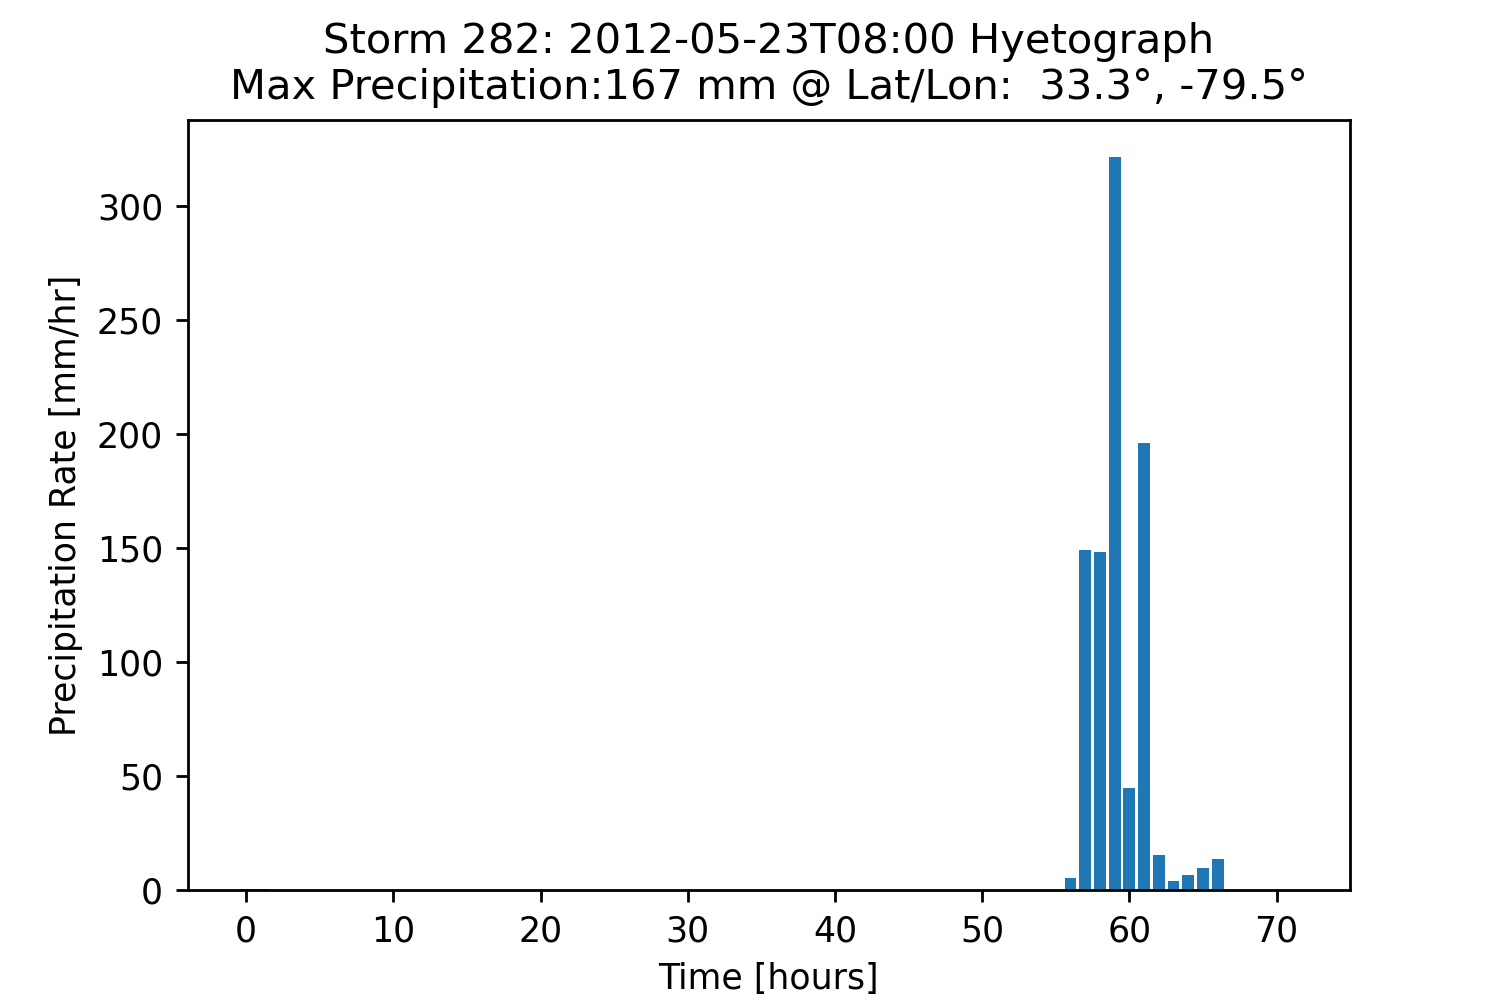 Storm 282: 2012-05-23T08:00 Hyetograph
Max Precipitation:167 mm @ Lat/Lon:  33.3°, -79.5°
Precipitation Rate [mm/hr]
300
250
200
150
100
50
0
0 10 20 30 40 50 60 70
Time [hours]